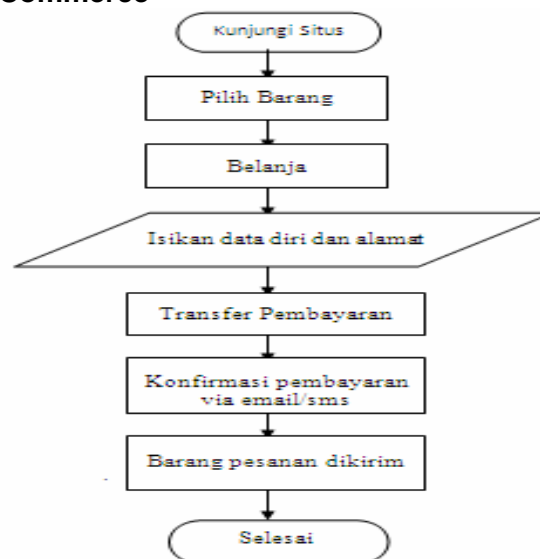 Commerce
Kunjungi Situs
Pilih Barang
Belanja
Isikan data diri dan alamat
Transfer Pembayaran
Konfirmasi pembayaran
via email/sms
Barang pesanan dikirim
Selesai